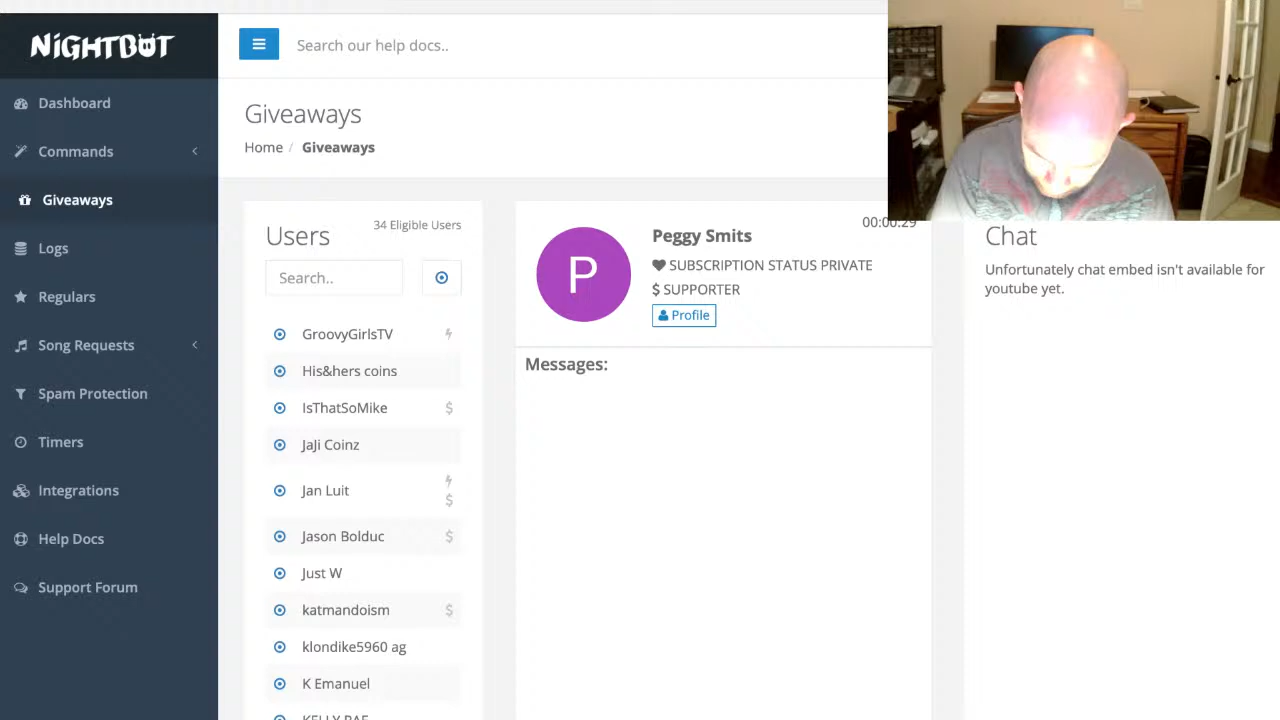 NiGHTBOT
Dashboard
Commands
Giveaways
Logs
Regulars
Song Requests
Spam Protection
Timers
Integrations
Help Docs
Support Forum
Search our help docs..
Giveaways
Home / Giveaways
Users
34 Eligible Users
Search..
GroovyGirlsTV
His&hers coins
IsThatSoMike $
JaJi Coinz
Jan Luit $
Jason Bolduc $
Just W
katmandoism $
klondike5960 ag
K Emanuel
KELLY RAE
00:00:29
P
Peggy Smits
SUBSCRIPTION STATUS PRIVATE
$ SUPPORTER
Profile
Messages:
Chat
Unfortunately chat embed isn't available for
youtube yet.